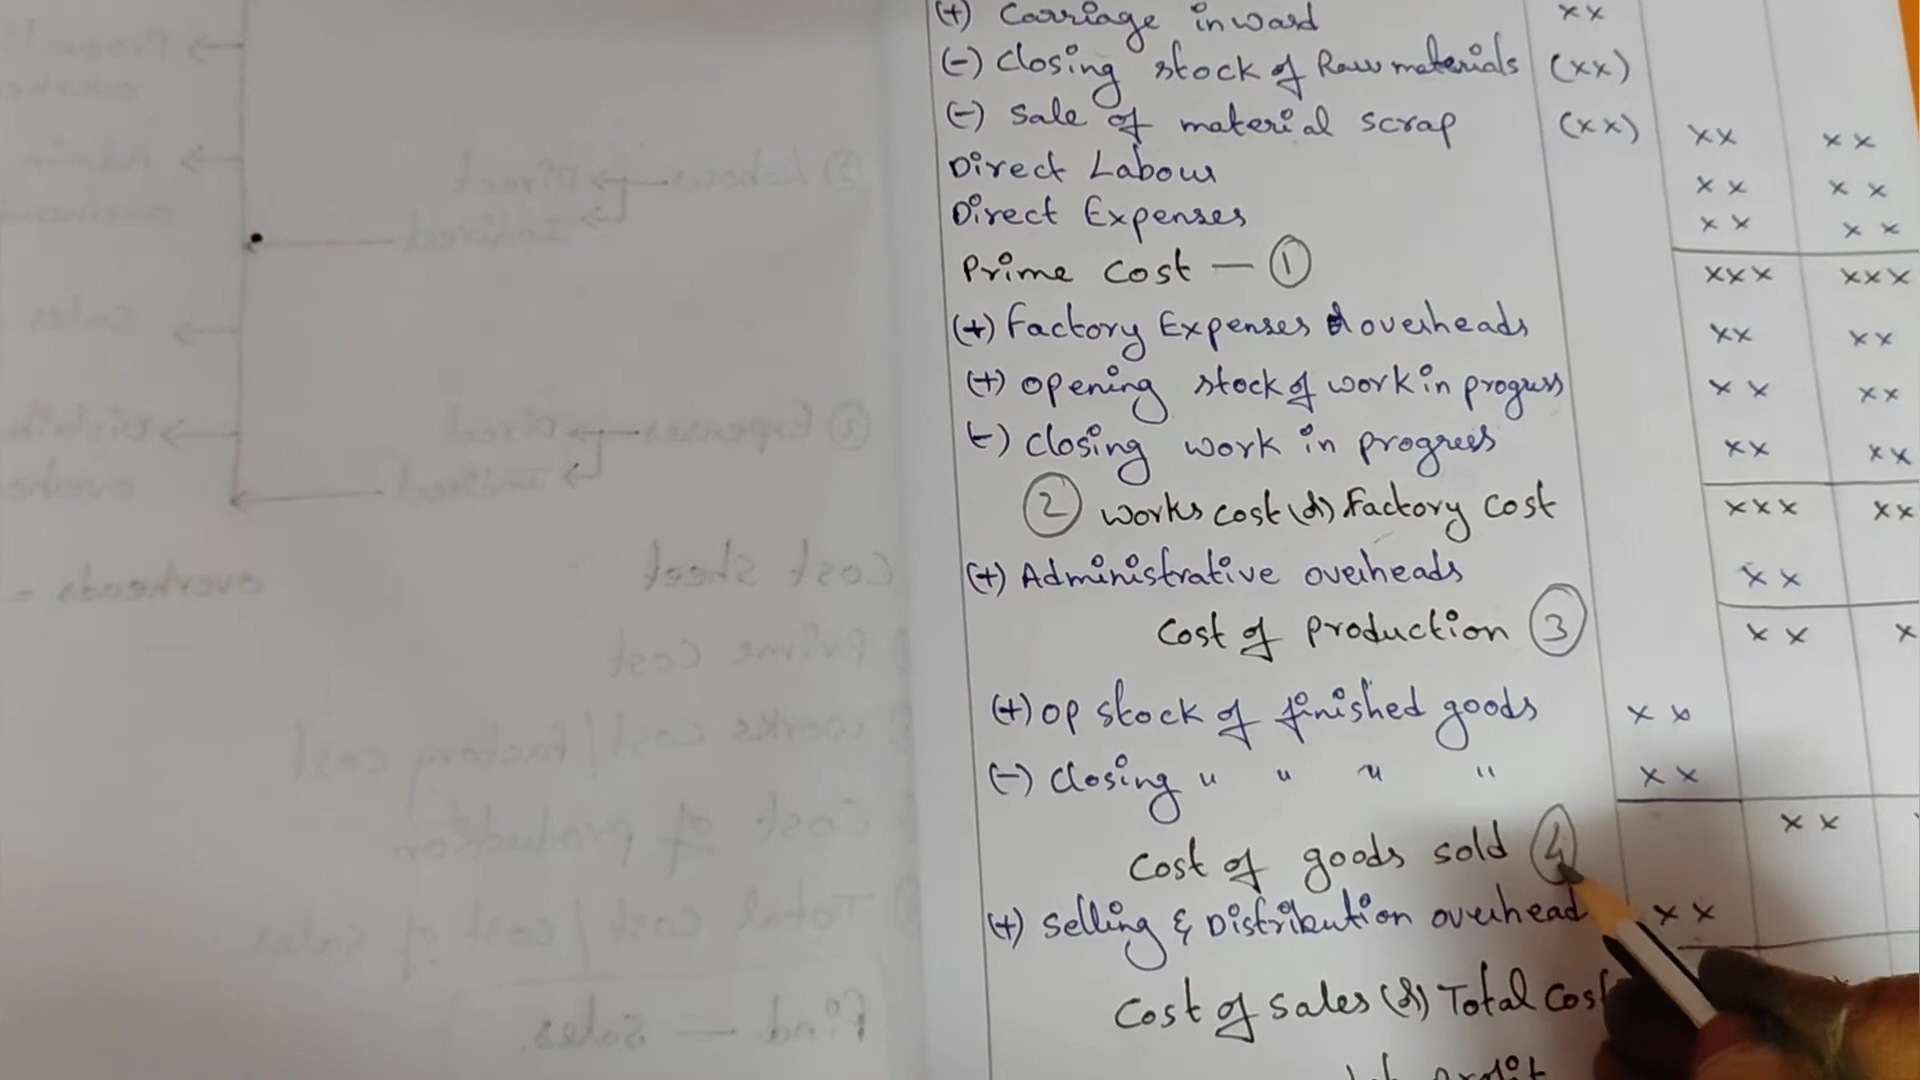 (+) Carriage inward xx
(-) Closing stock of Raw materials (xx)
(-) Sale of material scrap (xx) xx xx
Direct Labour xx xx
Direct Expenses xx xx
Prime Cost — ① xxx xxx
(+) Factory Expenses & overheads xx xx
(+) opening stock of work in progress xx xx
(-) closing work in progress xx xx
② works cost (or) Factory Cost xxx xx
(+) Administrative overheads xx
Cost of production ③ xx x
(+) op stock of finished goods xx
(-) Closing " " " " xx
Cost of goods sold ④ xx
(+) Selling & Distribution overhead xx
Cost of sales (or) Total Cost
profit